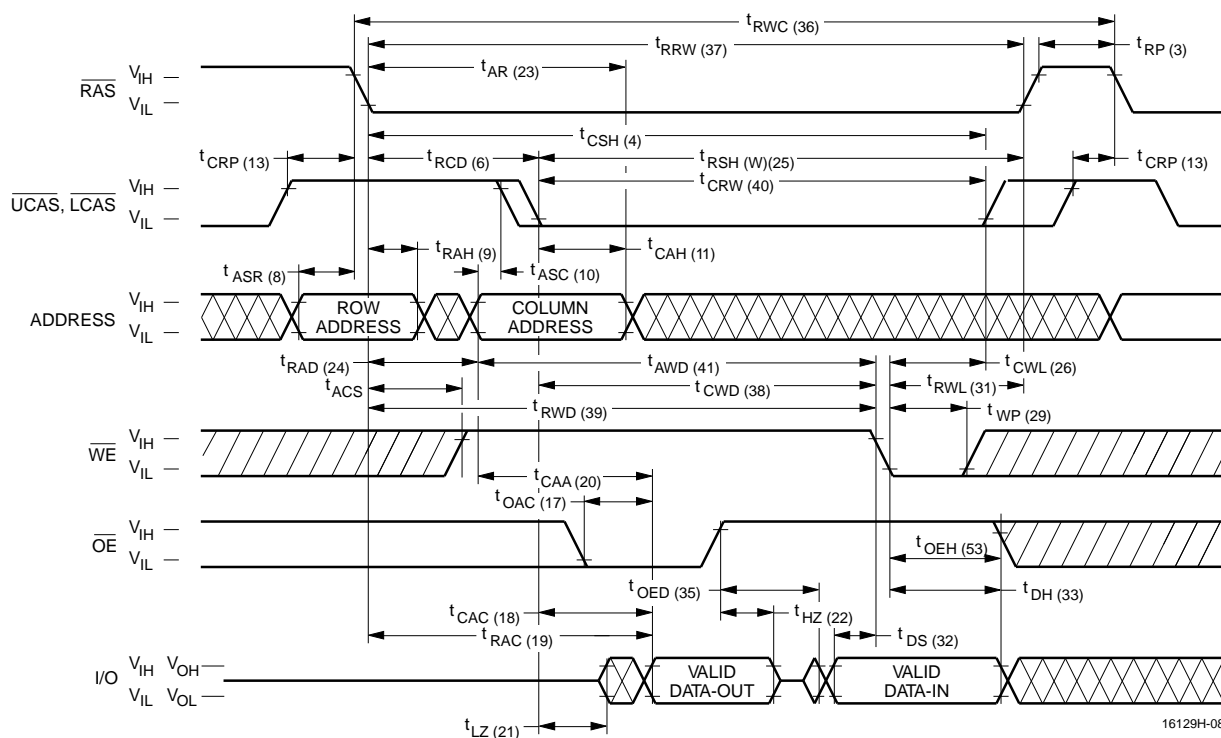 tRWC (36)
tRRW (37)
tRP (3)
tAR (23)
RAS
VIH
VIL
tCSH (4)
tCRP (13)
tRCD (6)
tRSH (W)(25)
tCRP (13)
tCRW (40)
UCAS, LCAS
VIH
VIL
tRAH (9)
tCAH (11)
tASR (8)
tASC (10)
ADDRESS
VIH
VIL
ROW ADDRESS
COLUMN ADDRESS
tRAD (24)
tAWD (41)
tCWL (26)
tACS
tCWD (38)
tRWL (31)
tRWD (39)
tWP (29)
WE
VIH
VIL
tCAA (20)
tOAC (17)
OE
VIH
VIL
tOEH (53)
tOED (35)
tDH (33)
tCAC (18)
tHZ (22)
tRAC (19)
tDS (32)
I/O
VIH VOH
VIL VOL
VALID DATA-OUT
VALID DATA-IN
tLZ (21)
16129H-08